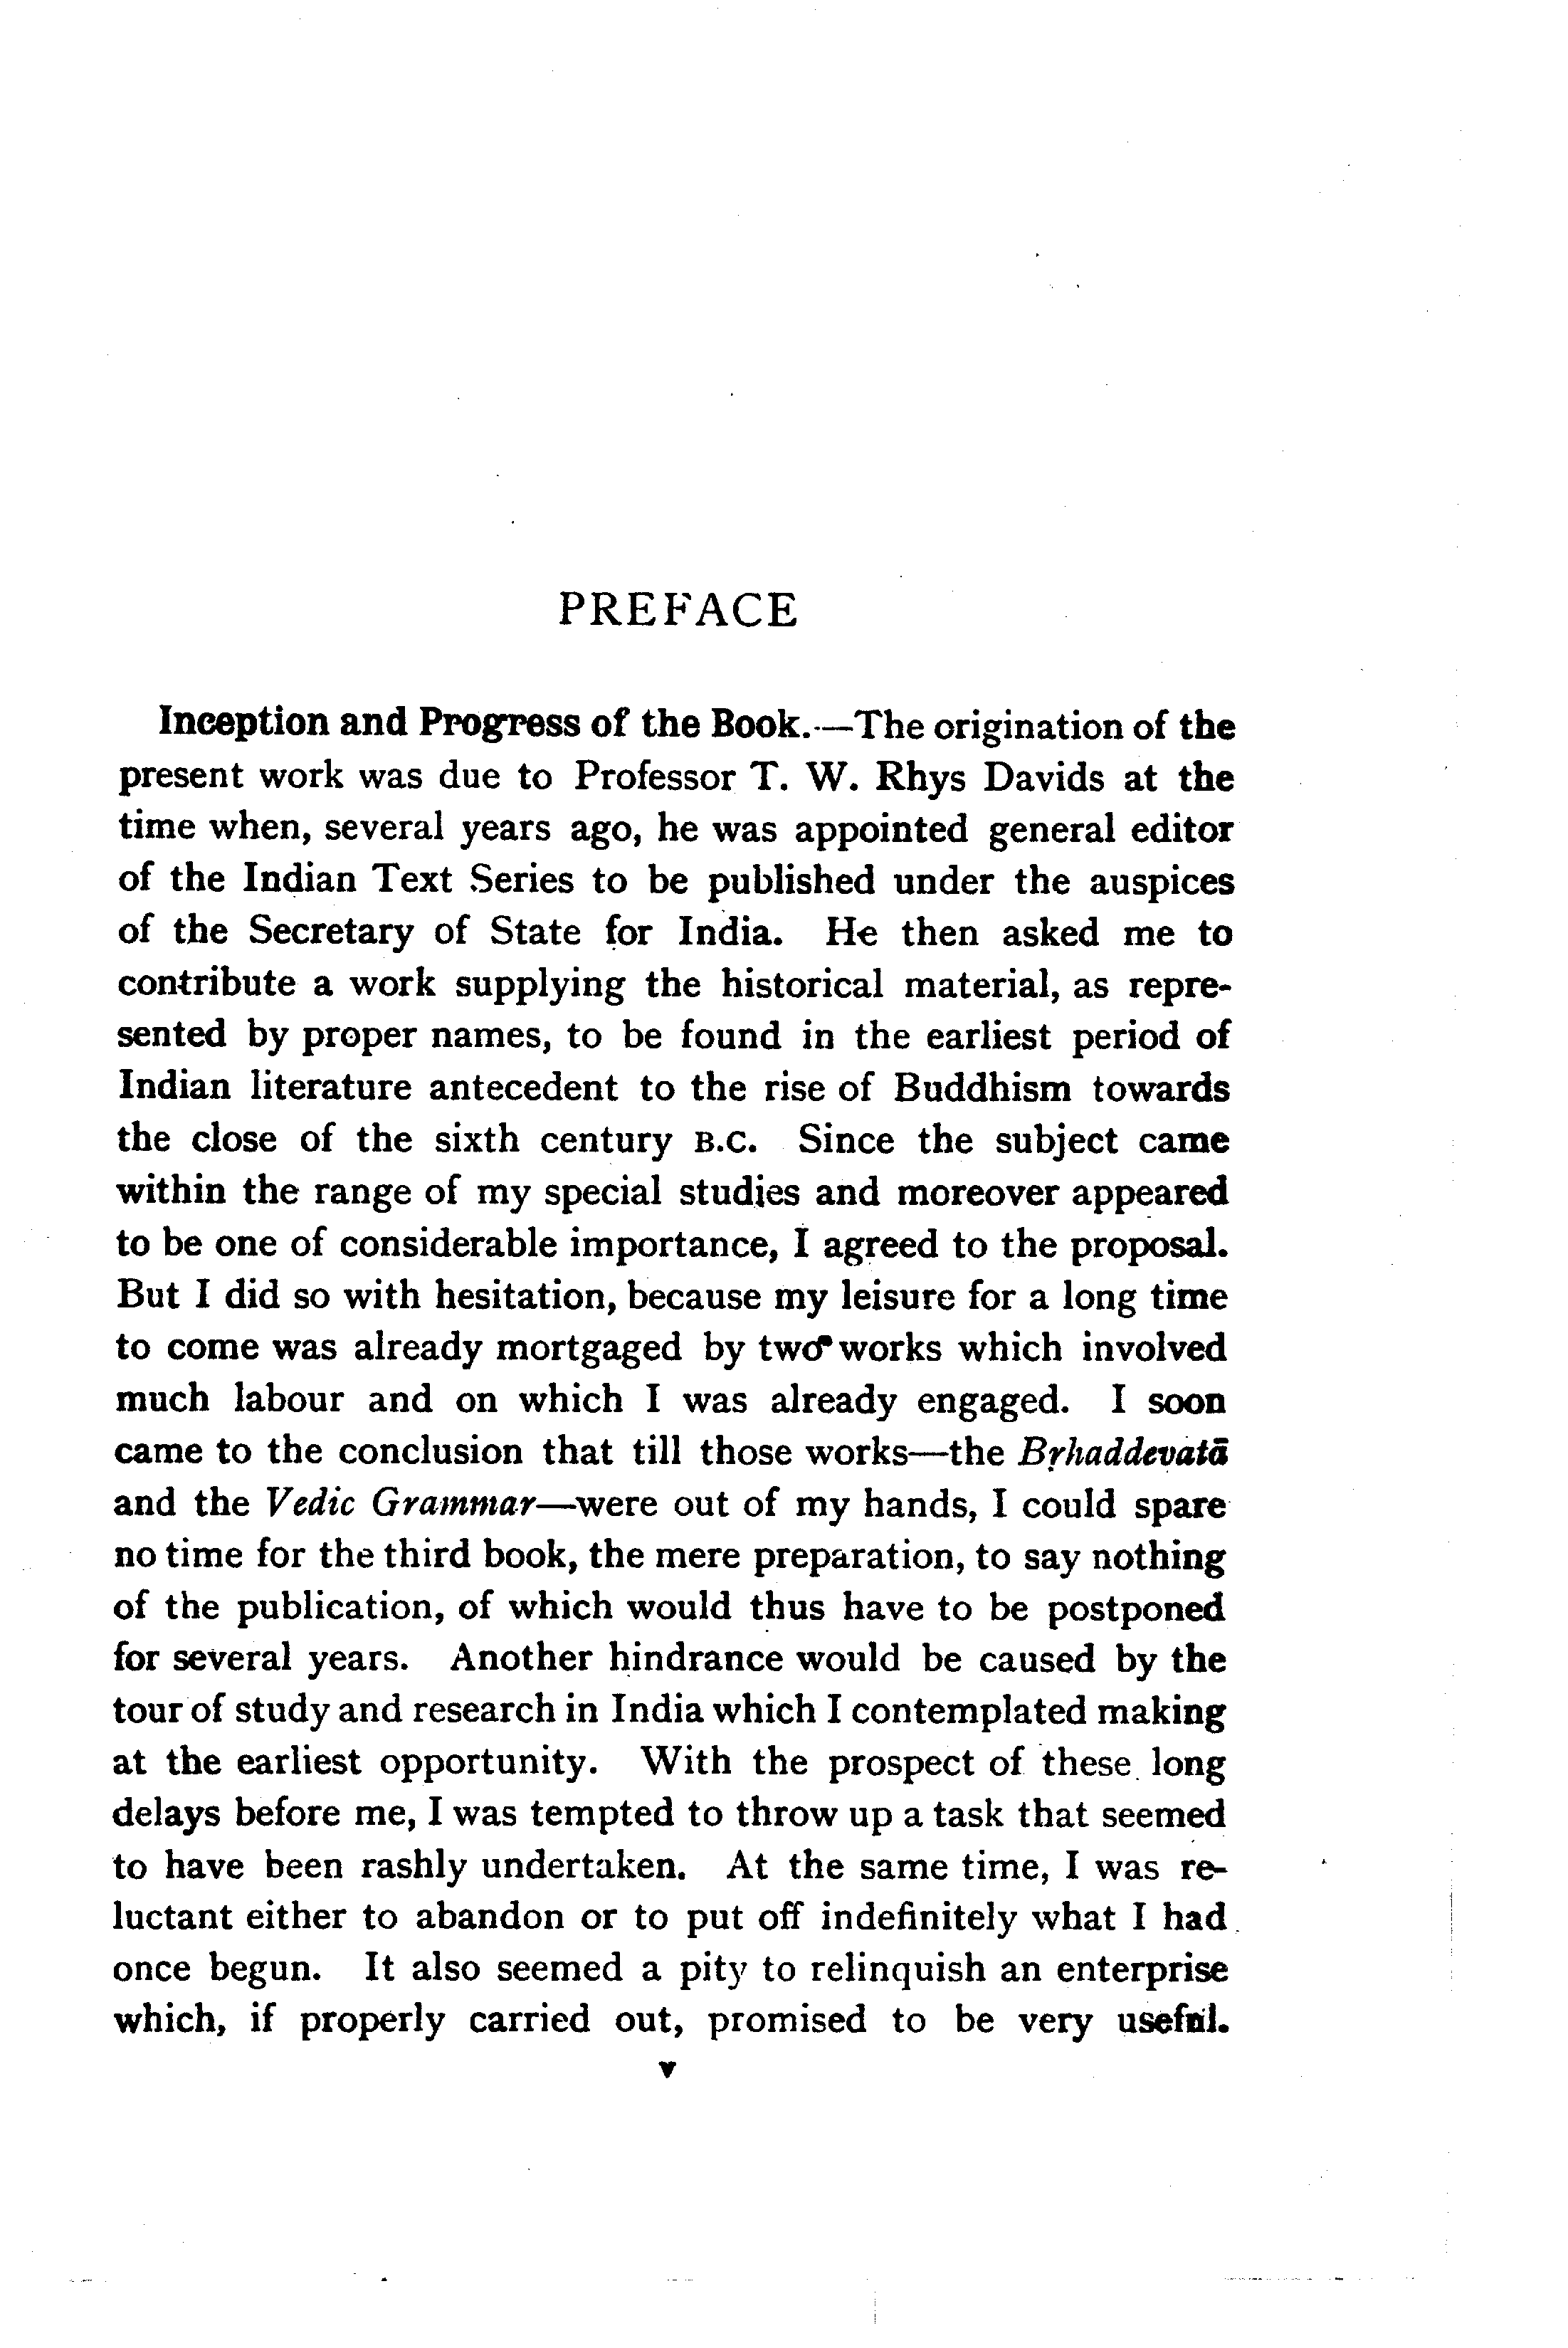 PREFACE
Inception and Progress of the Book.—The origination of the
present work was due to Professor T. W. Rhys Davids at the
time when, several years ago, he was appointed general editor
of the Indian Text Series to be published under the auspices
of the Secretary of State for India. He then asked me to
contribute a work supplying the historical material, as repre-
sented by proper names, to be found in the earliest period of
Indian literature antecedent to the rise of Buddhism towards
the close of the sixth century B.C. Since the subject came
within the range of my special studies and moreover appeared
to be one of considerable importance, I agreed to the proposal.
But I did so with hesitation, because my leisure for a long time
to come was already mortgaged by two works which involved
much labour and on which I was already engaged. I soon
came to the conclusion that till those works—the Bṛhaddevatā
and the Vedic Grammar—were out of my hands, I could spare
no time for the third book, the mere preparation, to say nothing
of the publication, of which would thus have to be postponed
for several years. Another hindrance would be caused by the
tour of study and research in India which I contemplated making
at the earliest opportunity. With the prospect of these long
delays before me, I was tempted to throw up a task that seemed
to have been rashly undertaken. At the same time, I was re-
luctant either to abandon or to put off indefinitely what I had
once begun. It also seemed a pity to relinquish an enterprise
which, if properly carried out, promised to be very useful.
v